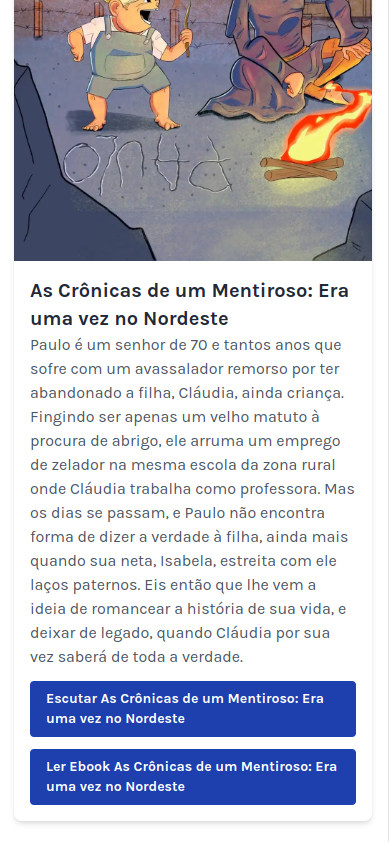 PAULO
As Crônicas de um Mentiroso: Era
uma vez no Nordeste
Paulo é um senhor de 70 e tantos anos que
sofre com um avassalador remorso por ter
abandonado a filha, Cláudia, ainda criança.
Fingindo ser apenas um velho matuto à
procura de abrigo, ele arruma um emprego
de zelador na mesma escola da zona rural
onde Cláudia trabalha como professora. Mas
os dias se passam, e Paulo não encontra
forma de dizer a verdade à filha, ainda mais
quando sua neta, Isabela, estreita com ele
laços paternos. Eis então que lhe vem a
ideia de romancear a história de sua vida, e
deixar de legado, quando Cláudia por sua
vez saberá de toda a verdade.
Escutar As Crônicas de um Mentiroso: Era
uma vez no Nordeste
Ler Ebook As Crônicas de um Mentiroso: Era
uma vez no Nordeste